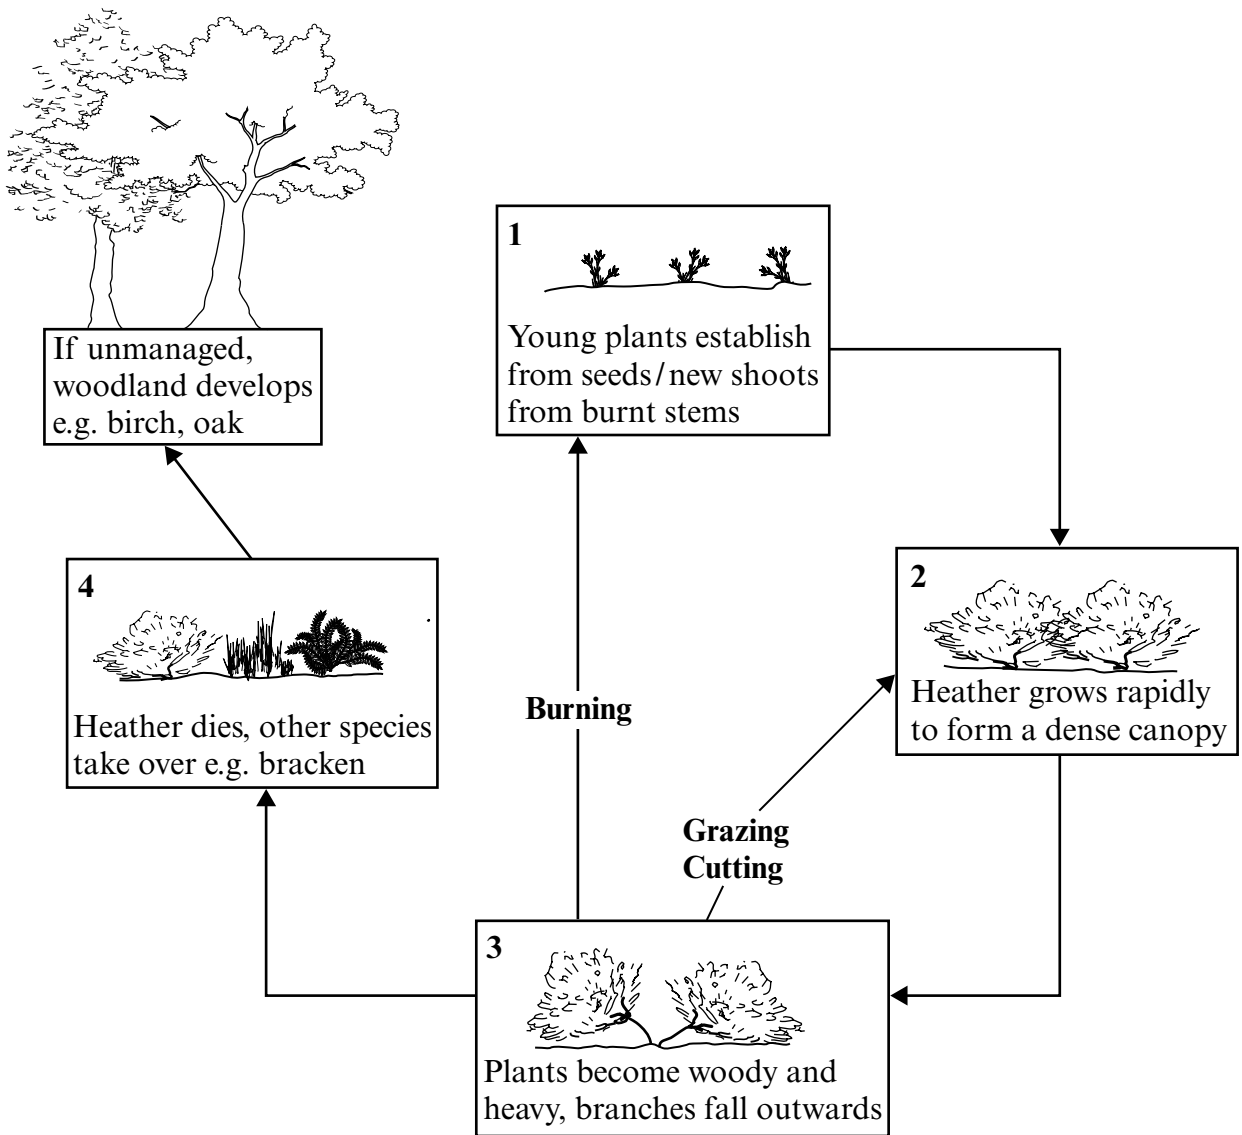 1
Young plants establish
from seeds/new shoots
from burnt stems
If unmanaged,
woodland develops
e.g. birch, oak
2
Heather grows rapidly
to form a dense canopy
4
Heather dies, other species
take over e.g. bracken
Burning
Grazing
Cutting
3
Plants become woody and
heavy, branches fall outwards